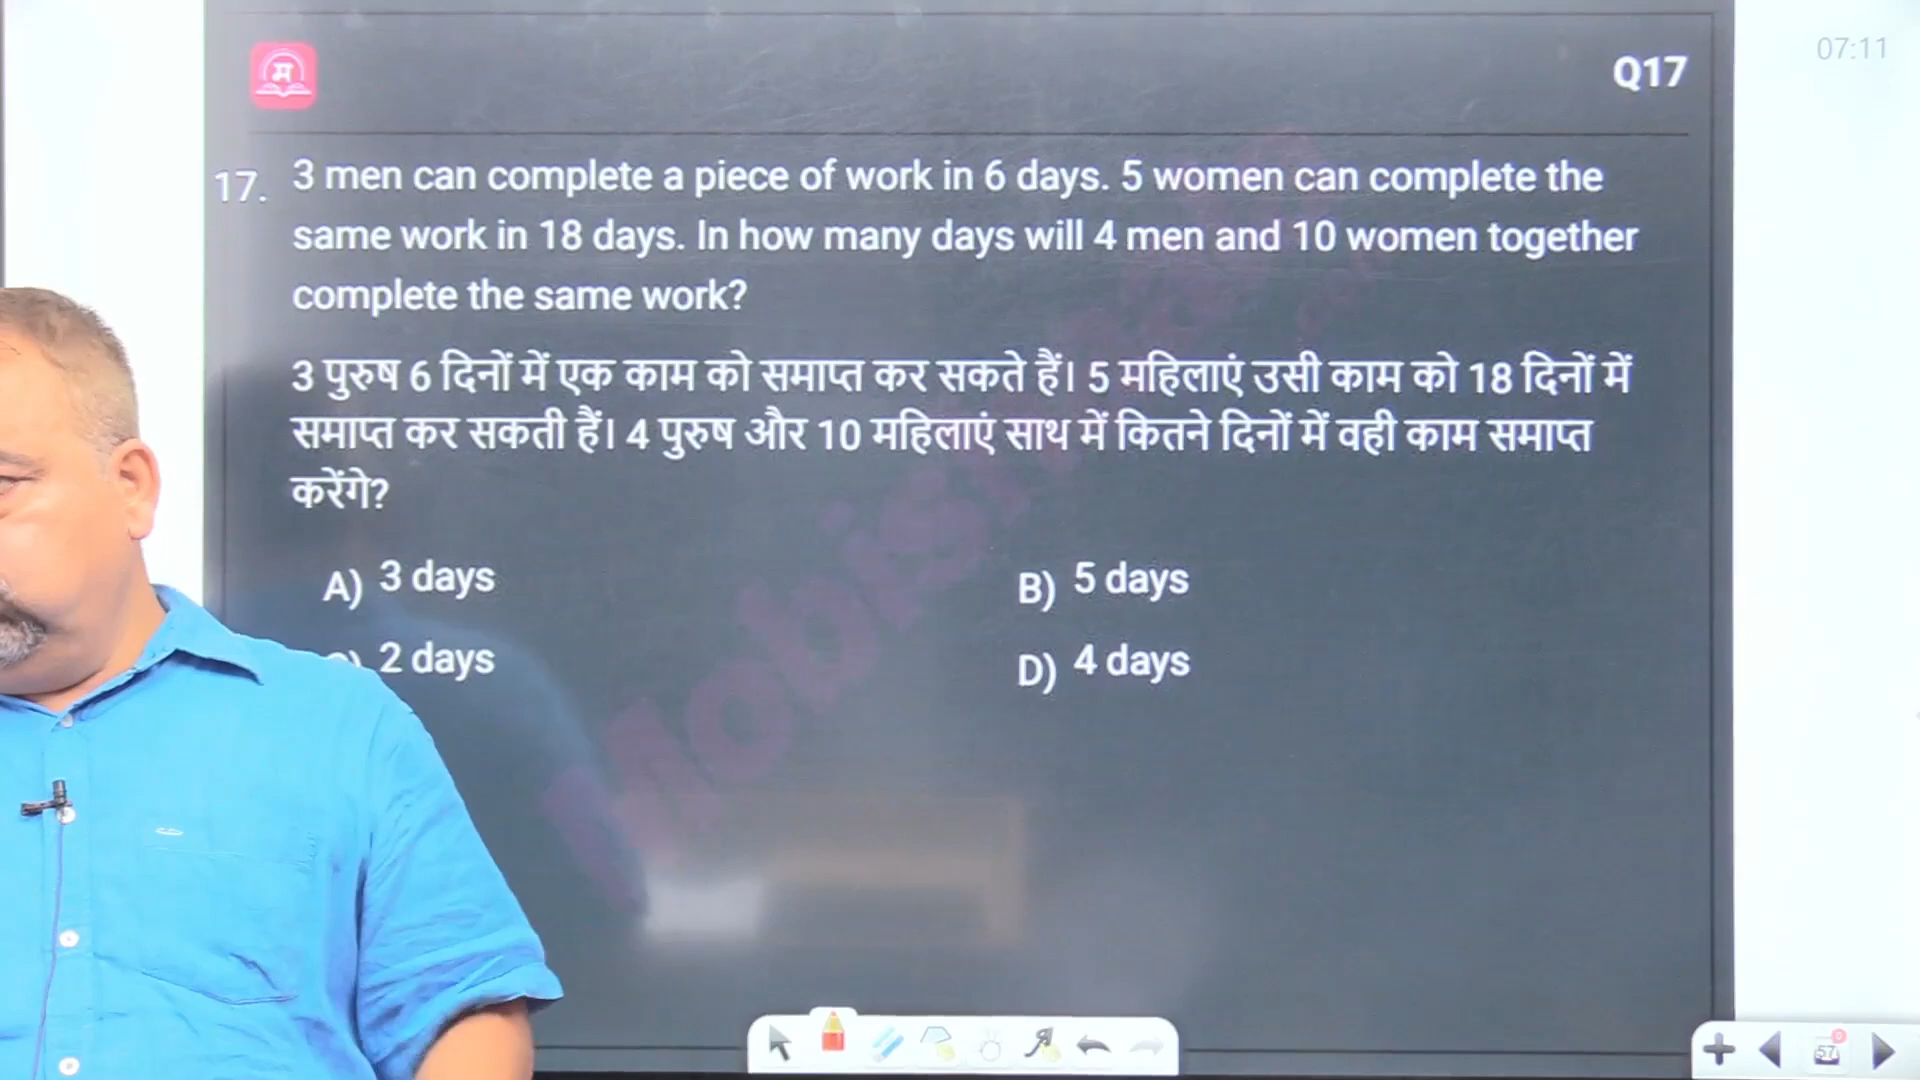 म
Q17
07:11
17. 3 men can complete a piece of work in 6 days. 5 women can complete the
same work in 18 days. In how many days will 4 men and 10 women together
complete the same work?
3 पुरुष 6 दिनों में एक काम को समाप्त कर सकते हैं। 5 महिलाएं उसी काम को 18 दिनों में
समाप्त कर सकती हैं। 4 पुरुष और 10 महिलाएं साथ में कितने दिनों में वही काम समाप्त
करेंगे?
A) 3 days
B) 5 days
2 days
D) 4 days
57